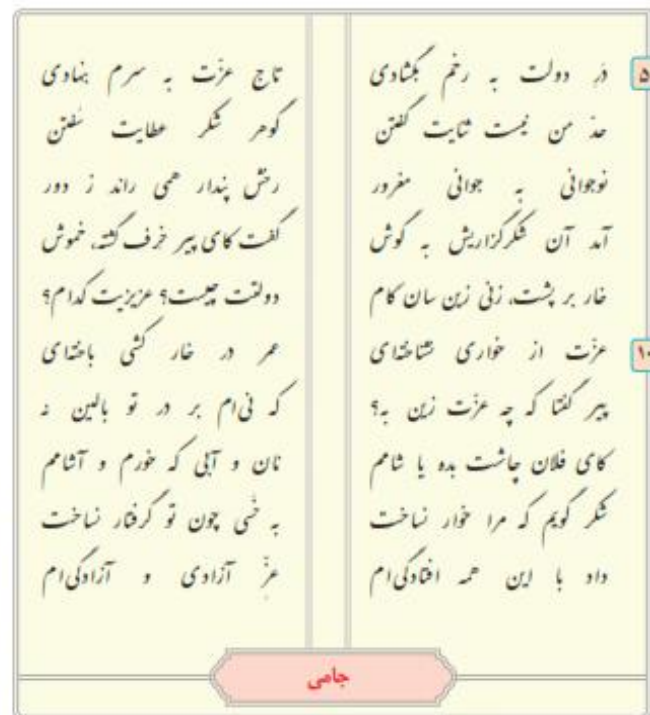 ۵ در دولت به رخم بگشادی تاج عزّت به سرم بنهادی
حد من نیست ثنایت گفتن گوهر شکر عطایت سُفتن
نوجوانی به جوانی مغرور رخش پندار همی راند ز دور
آمد آن شکرگزاریش به گوش گفت کای پیر خرف گشته، خموش
خار بر پشت، زنی زین سان گام دولتت چیست؟ عزیزیت کدام؟
۱۰ عزّت از خواری نشناخته‌ای عمر در خارکشی باخته‌ای
پیر گفتا که چه عزّت زین به؟ که نی‌ام بر در تو بالین نه
کای فلان چاشت بده یا شامم نان و آبی که خورم و آشامم
شکر گویم که مرا خوار نساخت به خَسی چون تو گرفتار نساخت
داد با این همه افتادگی‌ام عزِّ آزادی و آزادگی‌ام
جامی